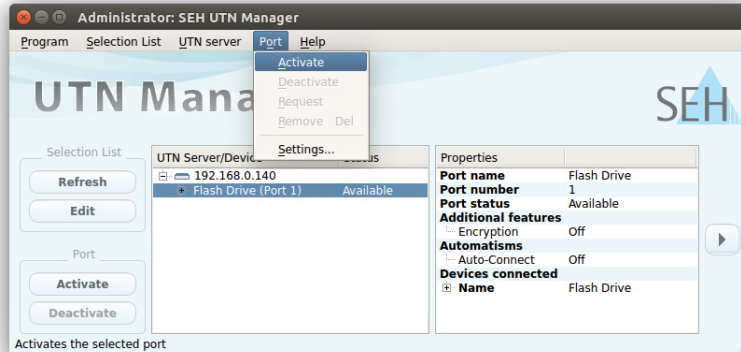 Administrator: SEH UTN Manager
Program Selection List UTN server Port Help
Activate
Deactivate
Request
Remove Del
Settings...
UTN Mana
SEH
Selection List
Refresh
Edit
Port
Activate
Deactivate
UTN Server/Device Status
192.168.0.140
Flash Drive (Port 1) Available
Properties
Port name Flash Drive
Port number 1
Port status Available
Additional features
Encryption Off
Automatisms
Auto-Connect Off
Devices connected
Name Flash Drive
Activates the selected port